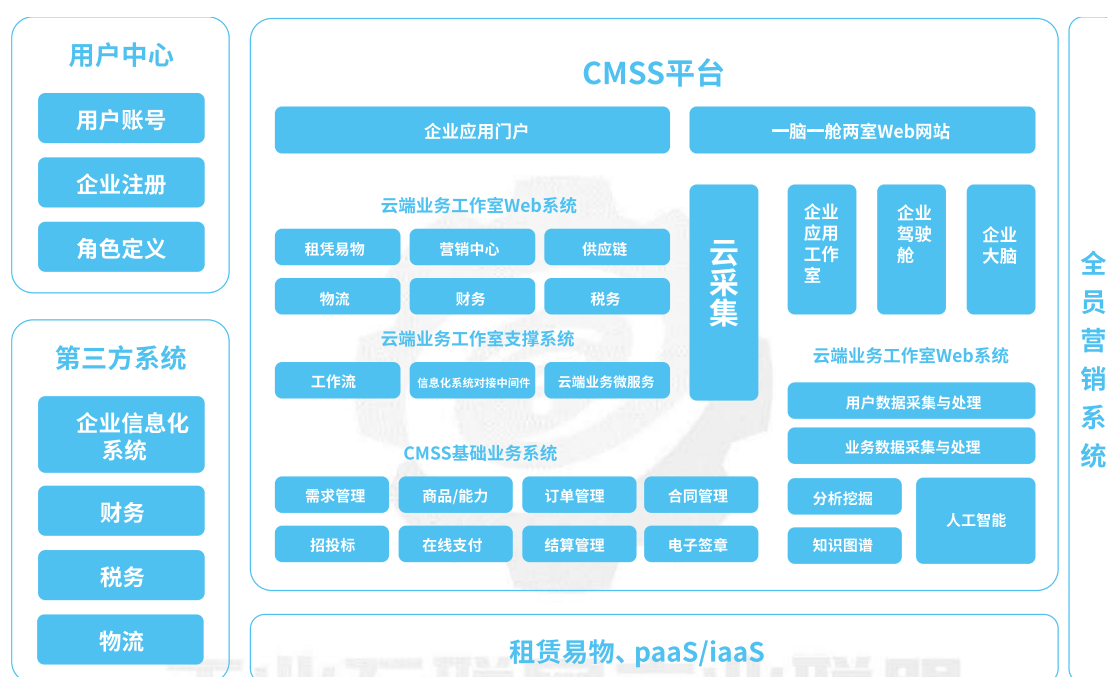 用户中心
用户账号
企业注册
角色定义
第三方系统
企业信息化
系统
财务
税务
物流
CMSS平台
企业应用门户
一脑一舱两室Web网站
云端业务工作室Web系统
租凭易物
营销中心
供应链
物流
财务
税务
云端业务工作室支撑系统
工作流
信息化系统对接中间件
云端业务微服务
CMSS基础业务系统
需求管理
商品/能力
订单管理
合同管理
招投标
在线支付
结算管理
电子签章
云采集
企业
应用
工作
室
企业
驾驶
舱
企业
大脑
云端业务工作室Web系统
用户数据采集与处理
业务数据采集与处理
分析挖掘
知识图谱
人工智能
租赁易物、paaS/iaaS
全员营销系统